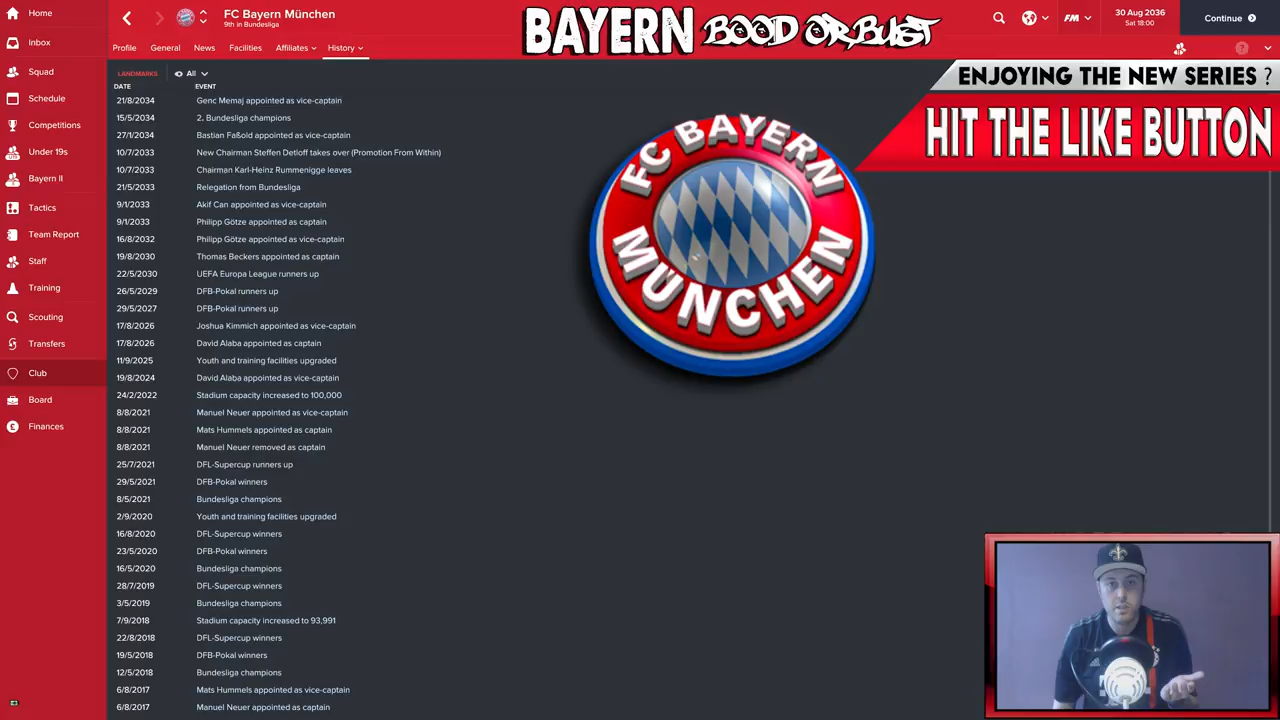 Home
Inbox
Squad
Schedule
Competitions
Under 19s
Bayern II
Tactics
Team Report
Staff
Training
Scouting
Transfers
Club
Board
Finances
FC Bayern München
9th in Bundesliga
BAYERN BOOD OR BUST
FM
30 Aug 2036
Sat 18:00
Continue
Profile General News Facilities Affiliates History
ENJOYING THE NEW SERIES ?
HIT THE LIKE BUTTON
LANDMARKS All
DATE EVENT
21/8/2034 Genc Memaj appointed as vice-captain
15/5/2034 2. Bundesliga champions
27/1/2034 Bastian Faßold appointed as vice-captain
10/7/2033 New Chairman Steffen Detloff takes over (Promotion From Within)
10/7/2033 Chairman Karl-Heinz Rummenigge leaves
21/5/2033 Relegation from Bundesliga
9/1/2033 Akif Can appointed as vice-captain
9/1/2033 Philipp Götze appointed as captain
16/8/2032 Philipp Götze appointed as vice-captain
19/8/2030 Thomas Beckers appointed as captain
22/5/2030 UEFA Europa League runners up
26/5/2029 DFB-Pokal runners up
29/5/2027 DFB-Pokal runners up
17/8/2026 Joshua Kimmich appointed as vice-captain
17/8/2026 David Alaba appointed as captain
11/9/2025 Youth and training facilities upgraded
19/8/2024 David Alaba appointed as vice-captain
24/2/2022 Stadium capacity increased to 100,000
8/8/2021 Manuel Neuer appointed as vice-captain
8/8/2021 Mats Hummels appointed as captain
8/8/2021 Manuel Neuer removed as captain
25/7/2021 DFL-Supercup runners up
29/5/2021 DFB-Pokal winners
8/5/2021 Bundesliga champions
2/9/2020 Youth and training facilities upgraded
16/8/2020 DFL-Supercup winners
23/5/2020 DFB-Pokal winners
16/5/2020 Bundesliga champions
28/7/2019 DFL-Supercup winners
3/5/2019 Bundesliga champions
7/9/2018 Stadium capacity increased to 93,991
22/8/2018 DFL-Supercup winners
19/5/2018 DFB-Pokal winners
12/5/2018 Bundesliga champions
6/8/2017 Mats Hummels appointed as vice-captain
6/8/2017 Manuel Neuer appointed as captain
FC BAYERN
MÜNCHEN